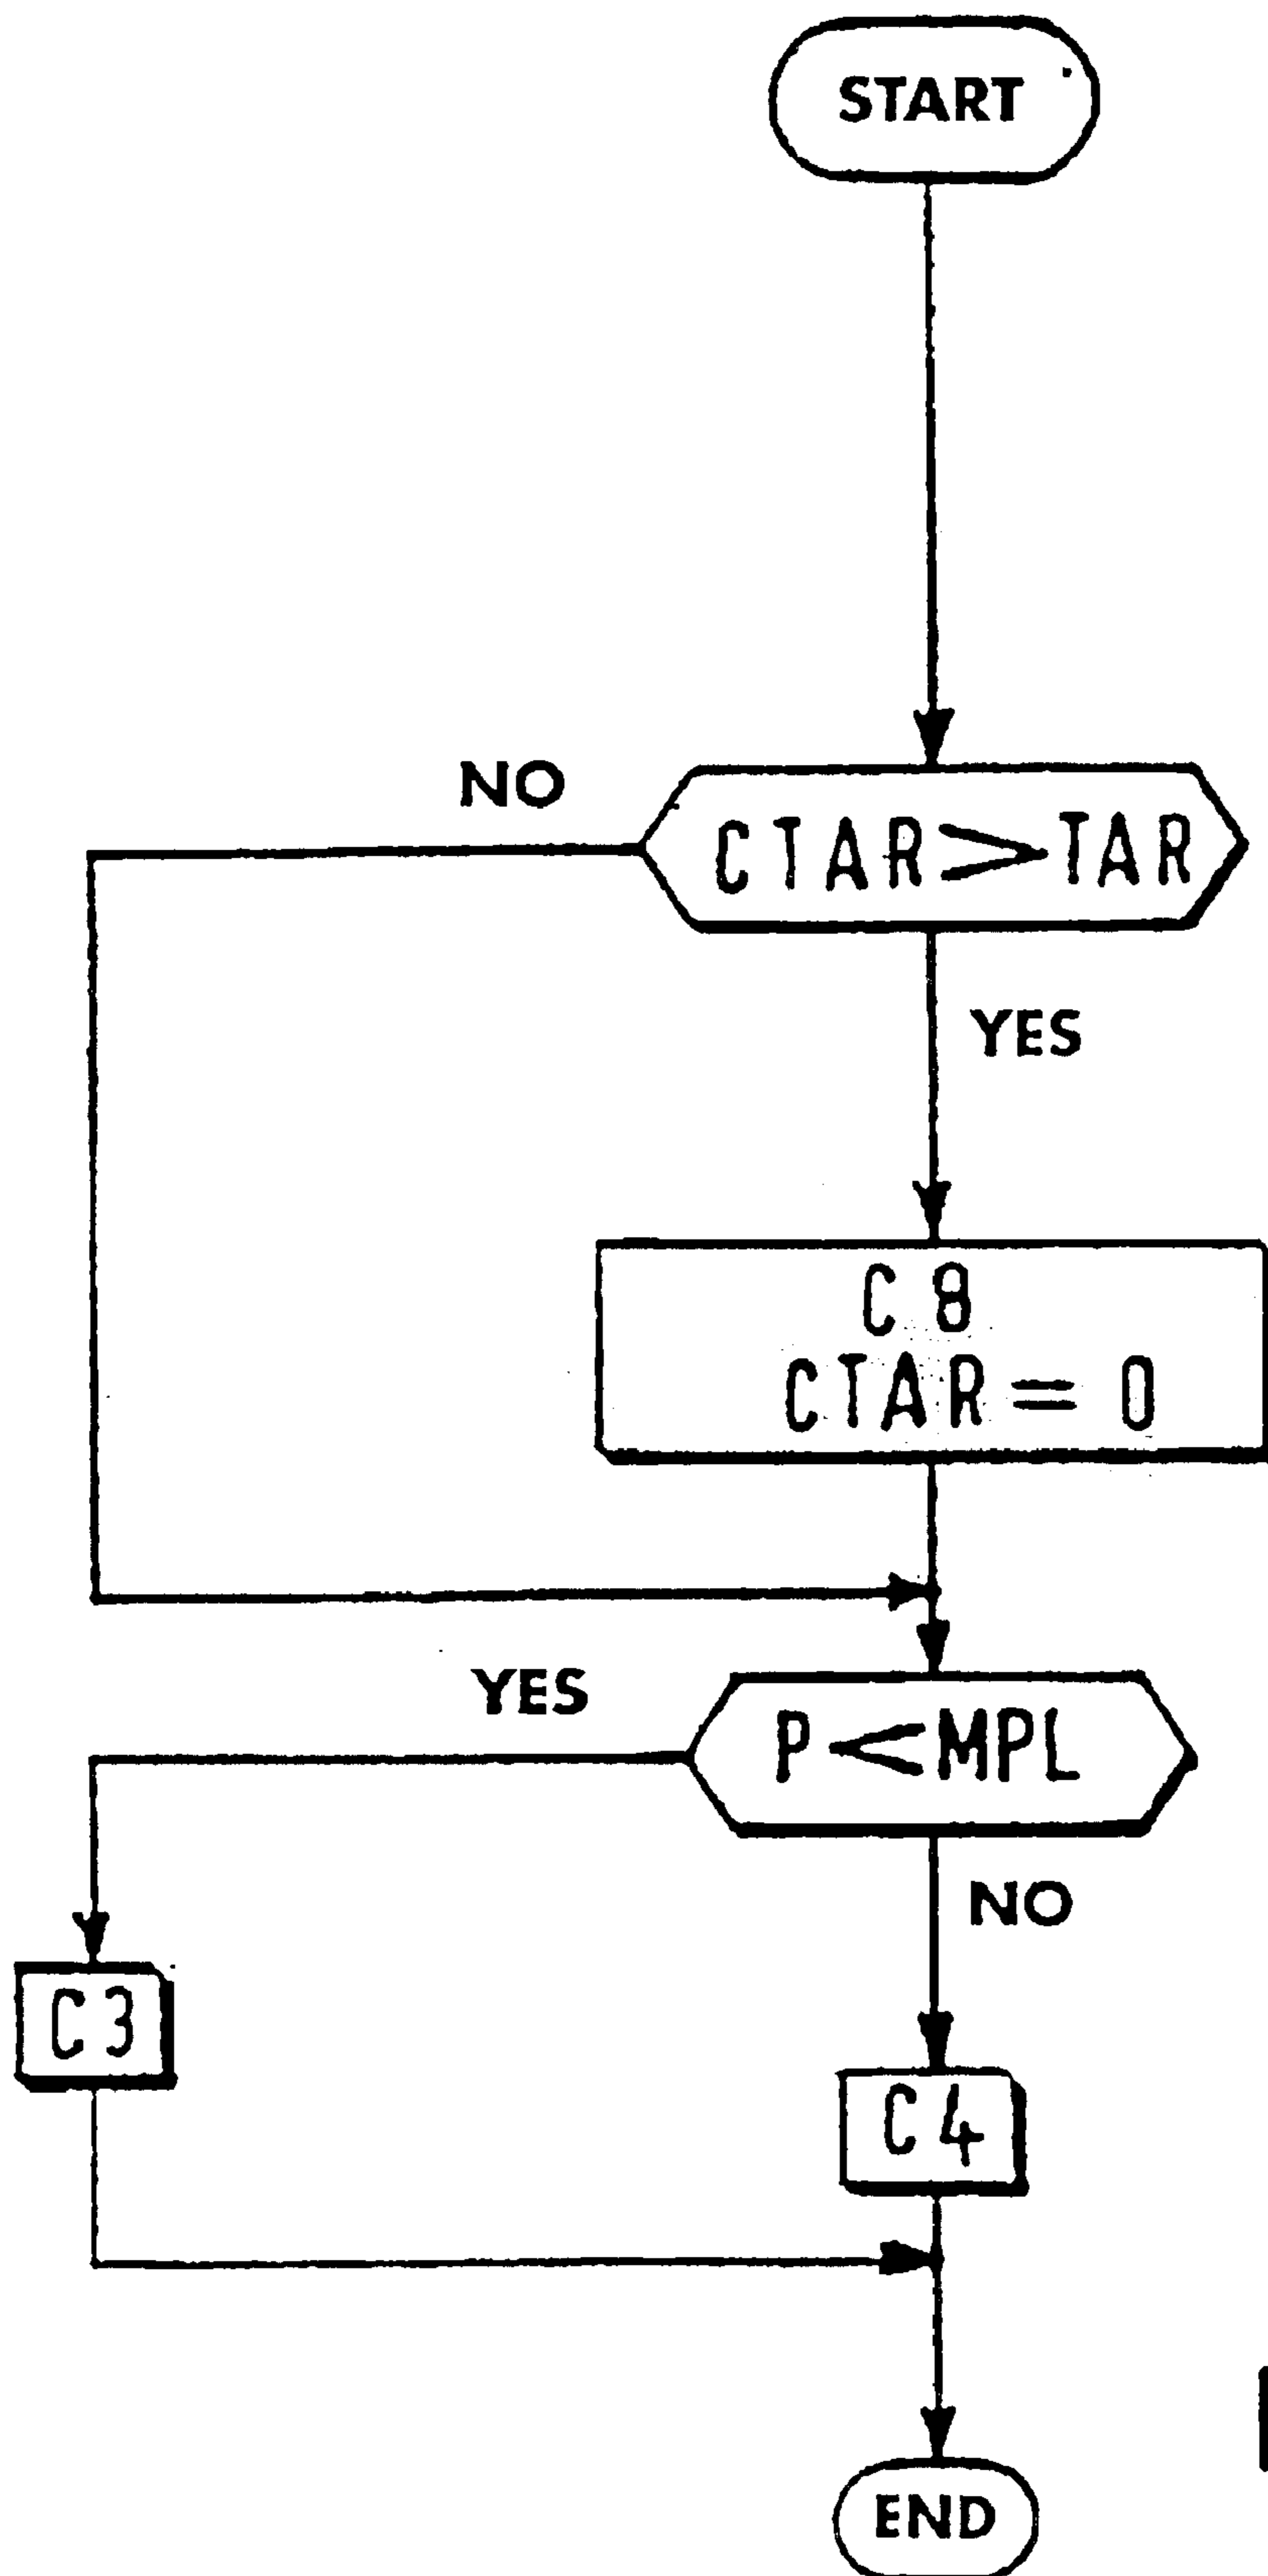 START
NO
CTAR>TAR
YES
C8
CTAR=0
YES
P<MPL
NO
C3
C4
END